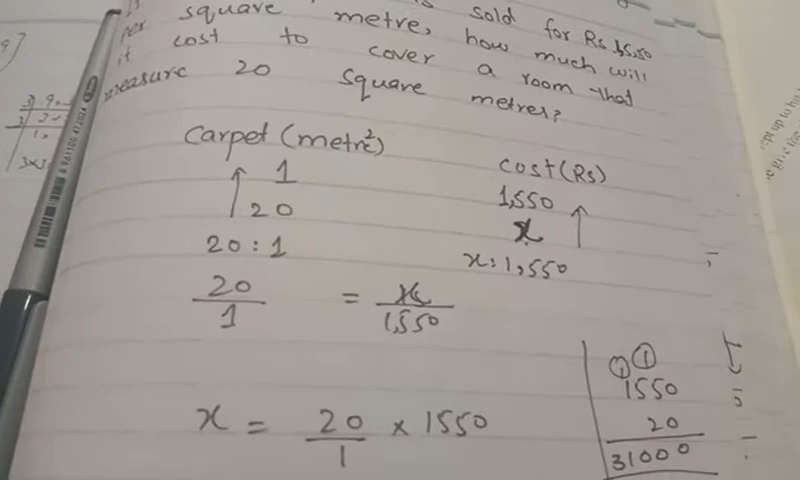 sold for Rs 1,550
per square metre, how much will
it cost to cover a room that
measure 20 square metres?
Carpet (metre²) cost (Rs)
1 1,550
20 x
20 : 1 x : 1,550
20/1 = x/1,550
1550
20
x = 20/1 × 1550
31000